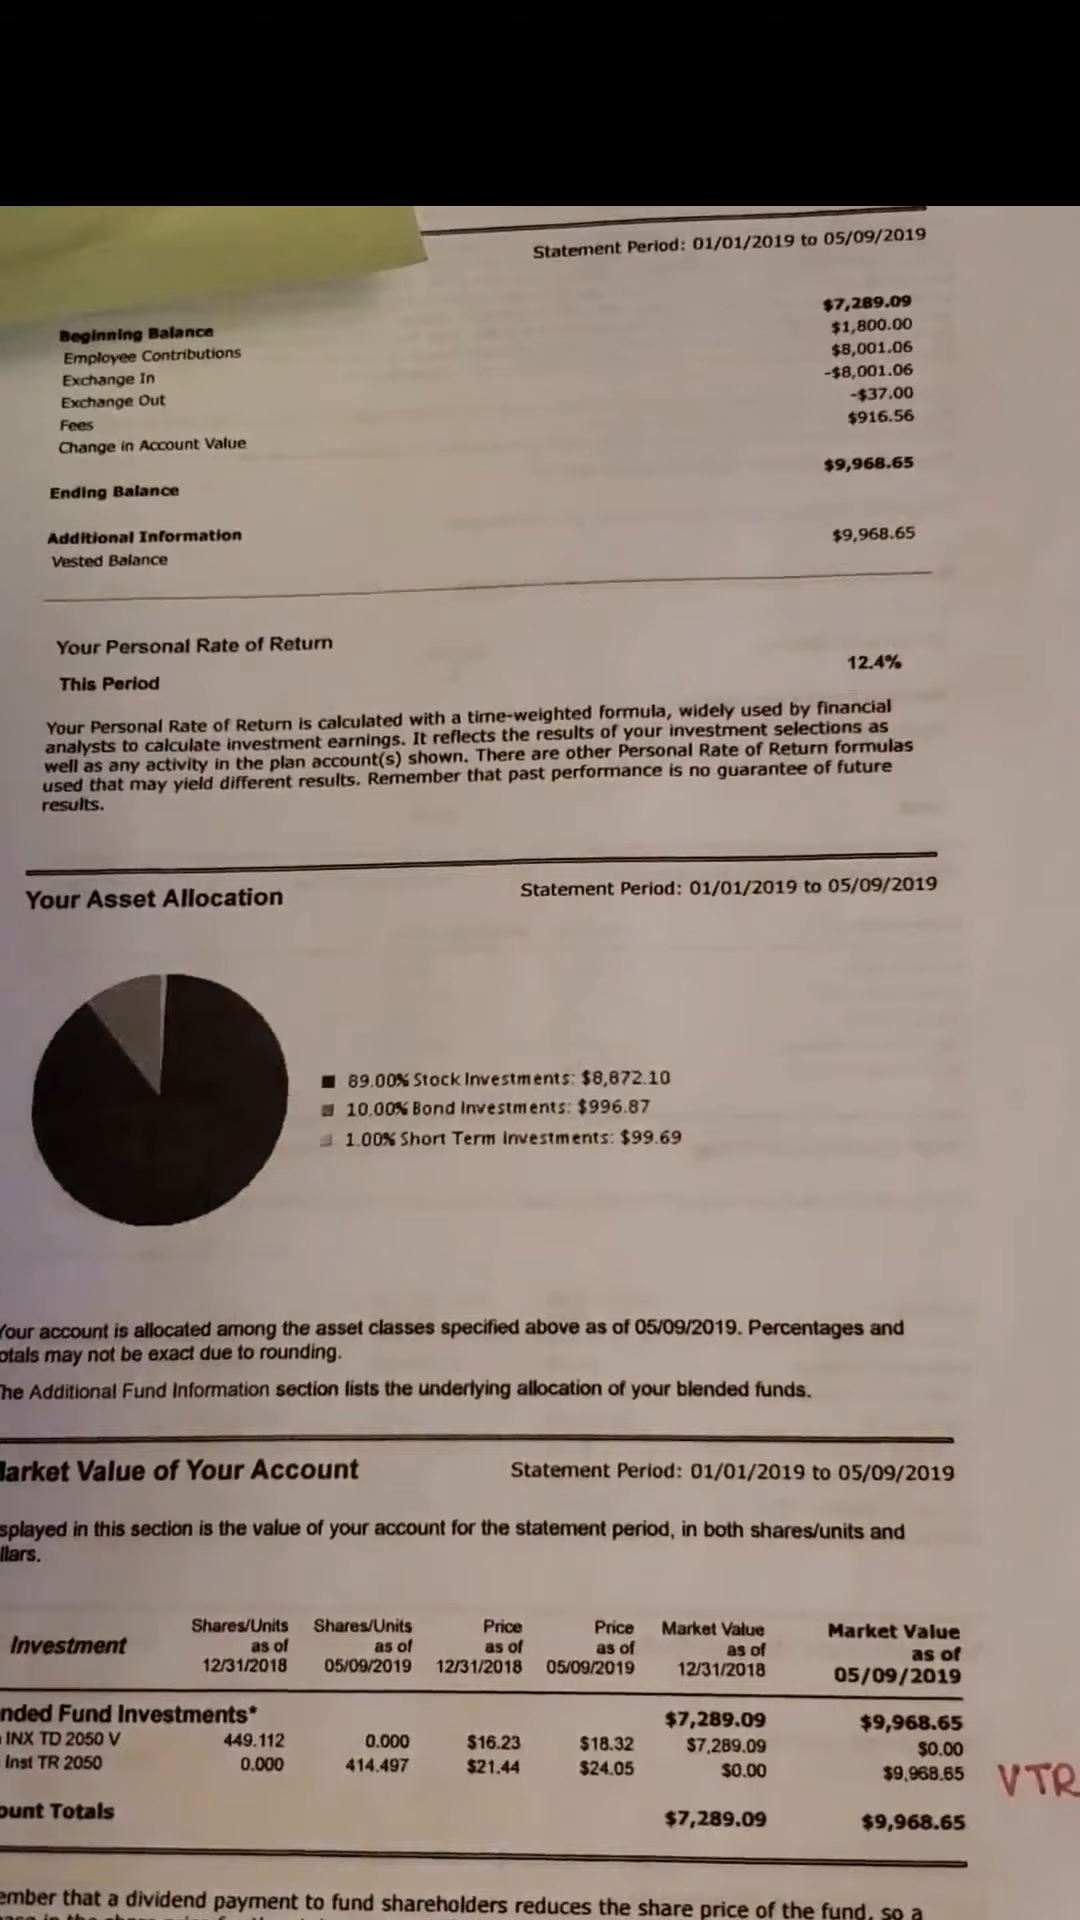 Statement Period: 01/01/2019 to 05/09/2019
Beginning Balance $7,289.09
Employee Contributions $1,800.00
Exchange In $8,001.06
Exchange Out -$8,001.06
Fees -$37.00
Change in Account Value $916.56
Ending Balance $9,968.65
Additional Information
Vested Balance $9,968.65
Your Personal Rate of Return
This Period 12.4%
Your Personal Rate of Return is calculated with a time-weighted formula, widely used by financial
analysts to calculate investment earnings. It reflects the results of your investment selections as
well as any activity in the plan account(s) shown. There are other Personal Rate of Return formulas
used that may yield different results. Remember that past performance is no guarantee of future
results.
Your Asset Allocation Statement Period: 01/01/2019 to 05/09/2019
89.00% Stock Investments: $8,872.10
10.00% Bond Investments: $996.87
1.00% Short Term Investments: $99.69
Your account is allocated among the asset classes specified above as of 05/09/2019. Percentages and
otals may not be exact due to rounding.
he Additional Fund Information section lists the underlying allocation of your blended funds.
arket Value of Your Account Statement Period: 01/01/2019 to 05/09/2019
splayed in this section is the value of your account for the statement period, in both shares/units and
llars.
Shares/Units Shares/Units Price Price Market Value Market Value
Investment as of as of as of as of as of as of
12/31/2018 05/09/2019 12/31/2018 05/09/2019 12/31/2018 05/09/2019
nded Fund Investments* $7,289.09 $9,968.65
INX TD 2050 V 449.112 0.000 $16.23 $18.32 $7,289.09 $0.00
Inst TR 2050 0.000 414.497 $21.44 $24.05 $0.00 $9,968.65 VTR
ount Totals $7,289.09 $9,968.65
ember that a dividend payment to fund shareholders reduces the share price of the fund, so a